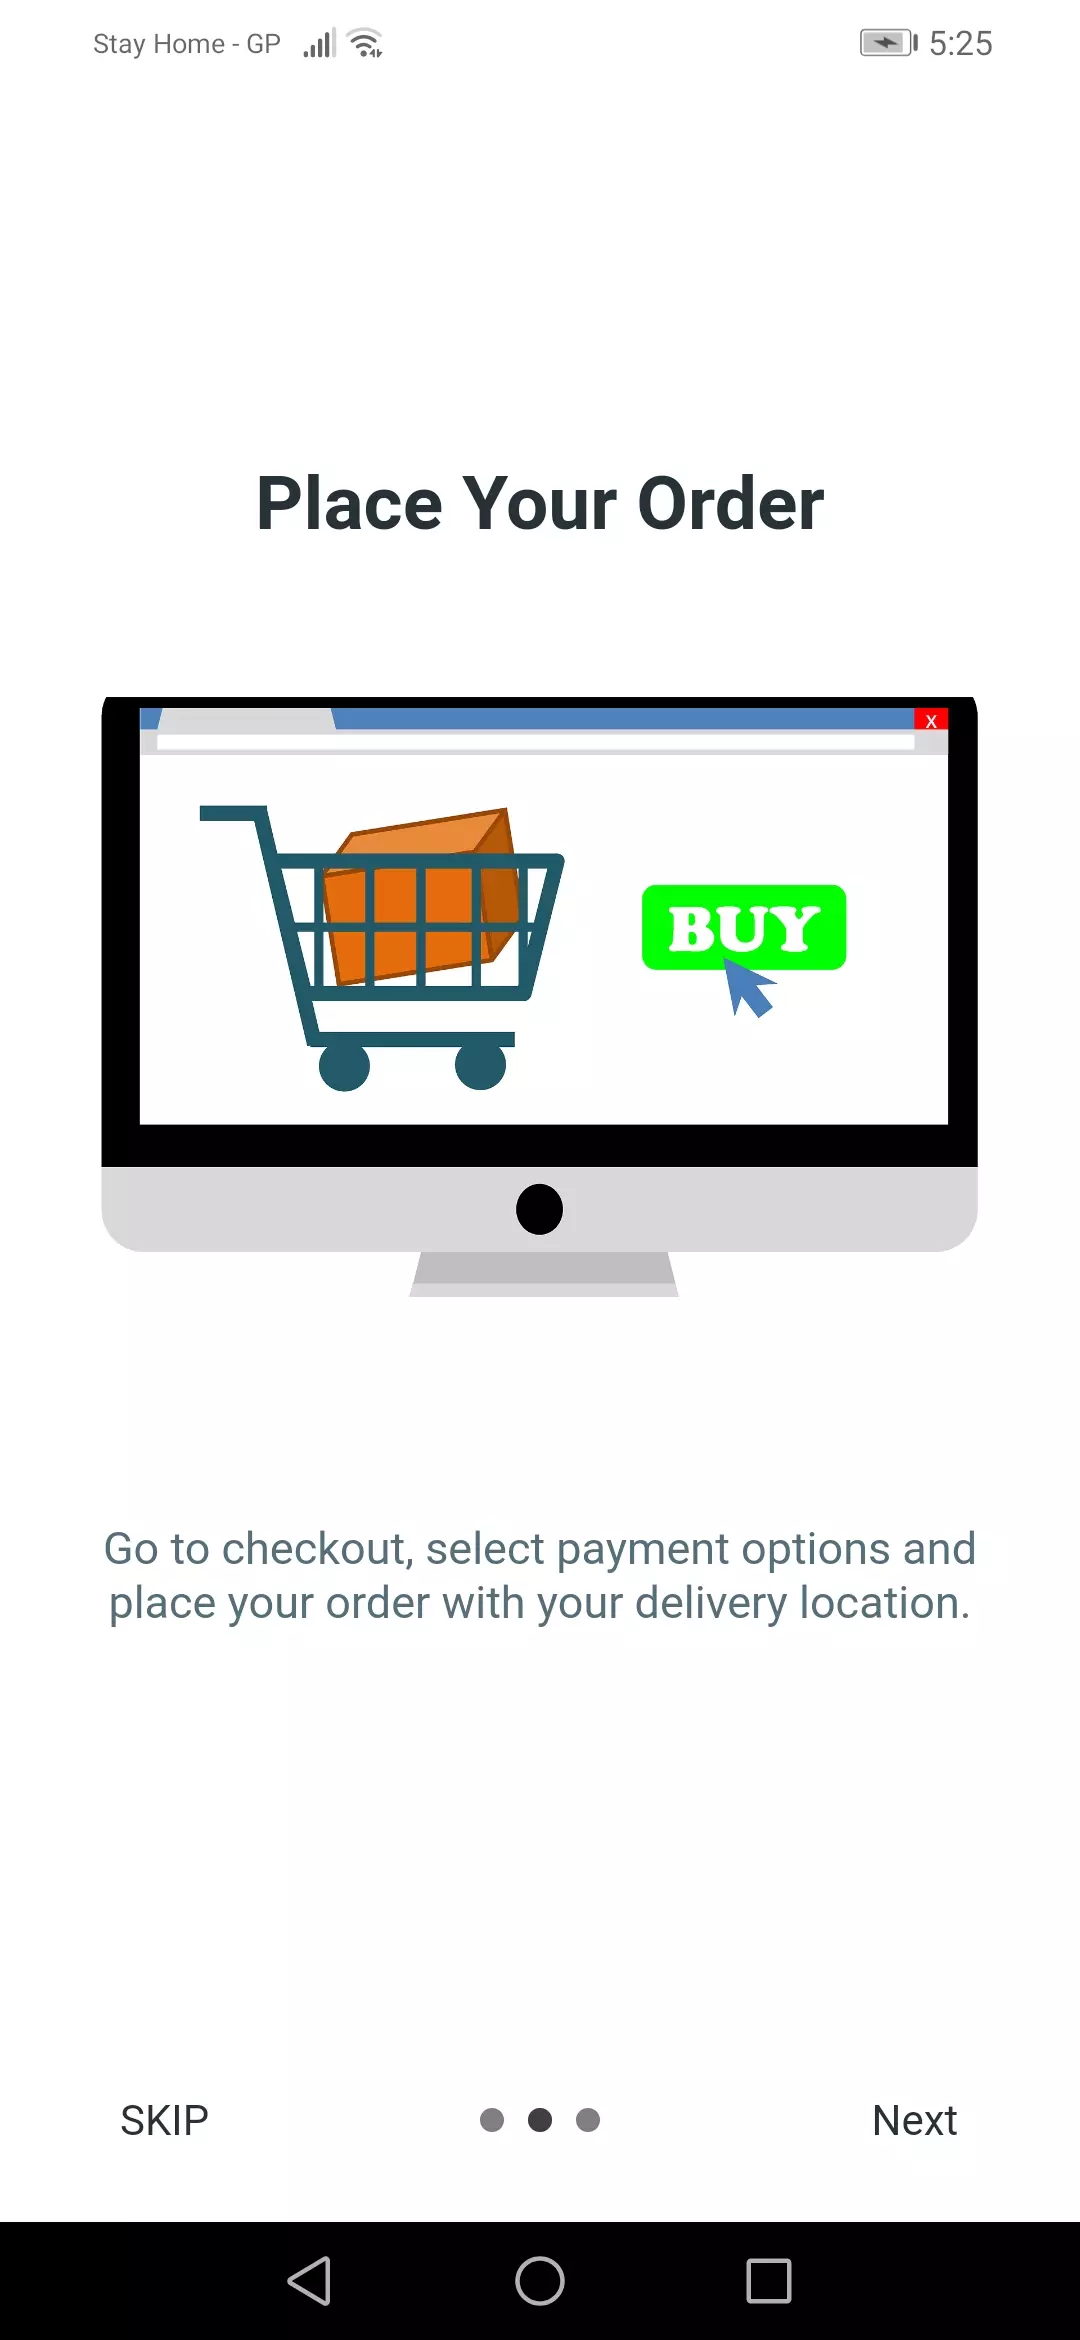 Stay Home - GP 5:25
Place Your Order
X
BUY
Go to checkout, select payment options and
place your order with your delivery location.
SKIP Next